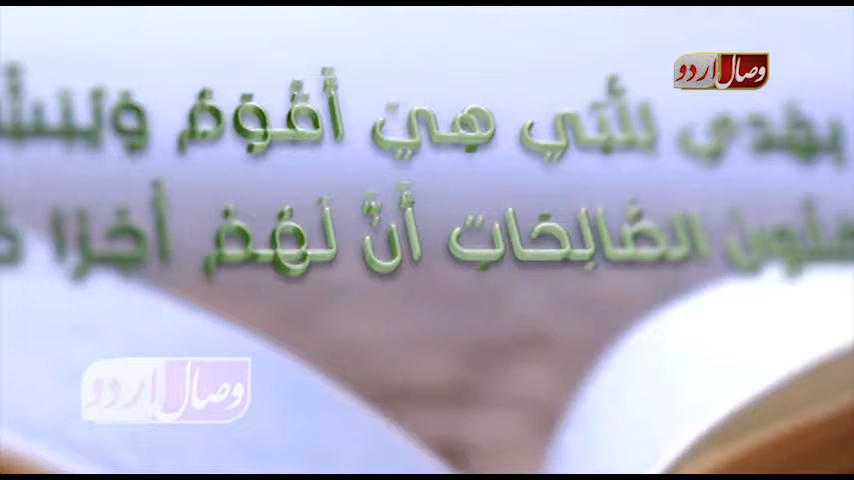 وصال اردو
يهدي للتي هي أقوم
الصالحات أن لهم أجرا
وصال اردو